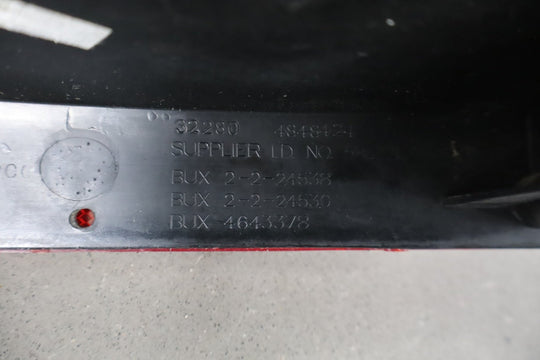 32280 4848424
SUPPLIER I.D. NO.
BUX 2-2-24538
BUX 2-2-24530
BUX-4643378